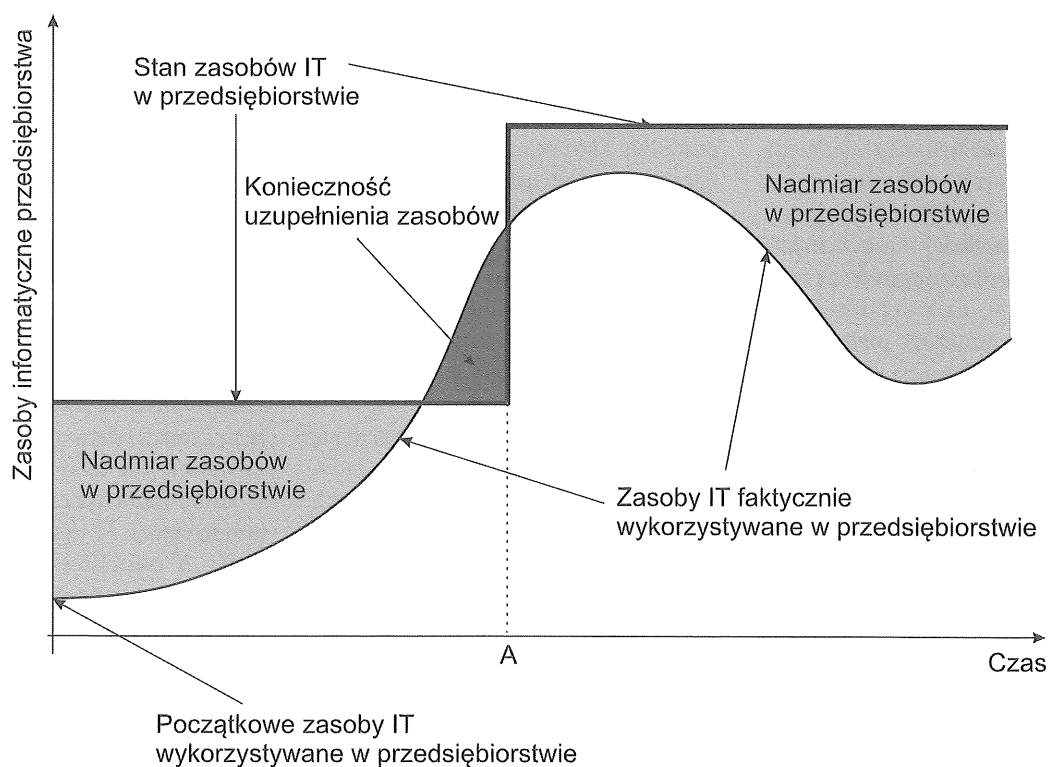 Zasoby informatyczne przedsiębiorstwa
Stan zasobów IT
w przedsiębiorstwie
Konieczność
uzupełnienia zasobów
Nadmiar zasobów
w przedsiębiorstwie
Nadmiar zasobów
w przedsiębiorstwie
Zasoby IT faktycznie
wykorzystywane w przedsiębiorstwie
A
Czas
Początkowe zasoby IT
wykorzystywane w przedsiębiorstwie